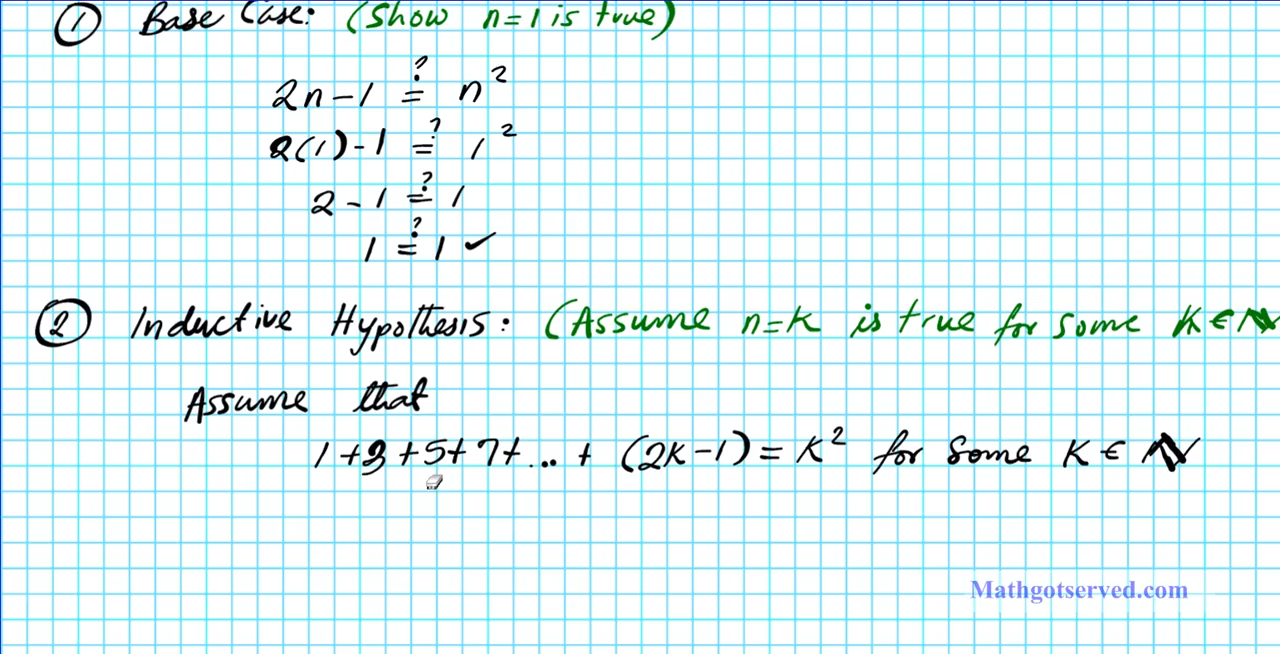 ① Base Case: (Show n=1 is true)
2n-1 ≟ n²
2(1)-1 ≟ 1²
2-1 ≟ 1
1 ≟ 1 ✓
② Inductive Hypothesis: (Assume n=k is true for some k∈ℕ
Assume that
1+3+5+7+...+(2k-1)=k² for some k∈ℕ
Mathgotserved.com